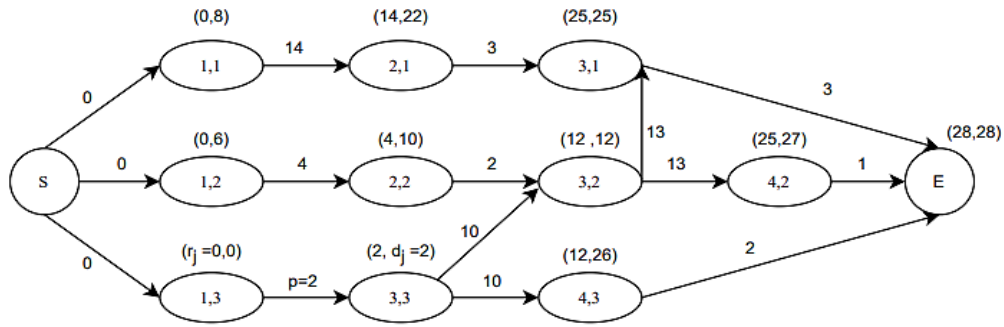 (0,8) (14,22) (25,25)
1,1 14 2,1 3 3,1
0 3
(0,6) (4,10) (12 ,12) 13 (25,27) (28,28)
S 0 1,2 4 2,2 2 3,2 13 4,2 1 E
0 (r_j =0,0) (2, d_j =2) 10 (12,26) 2
1,3 p=2 3,3 10 4,3